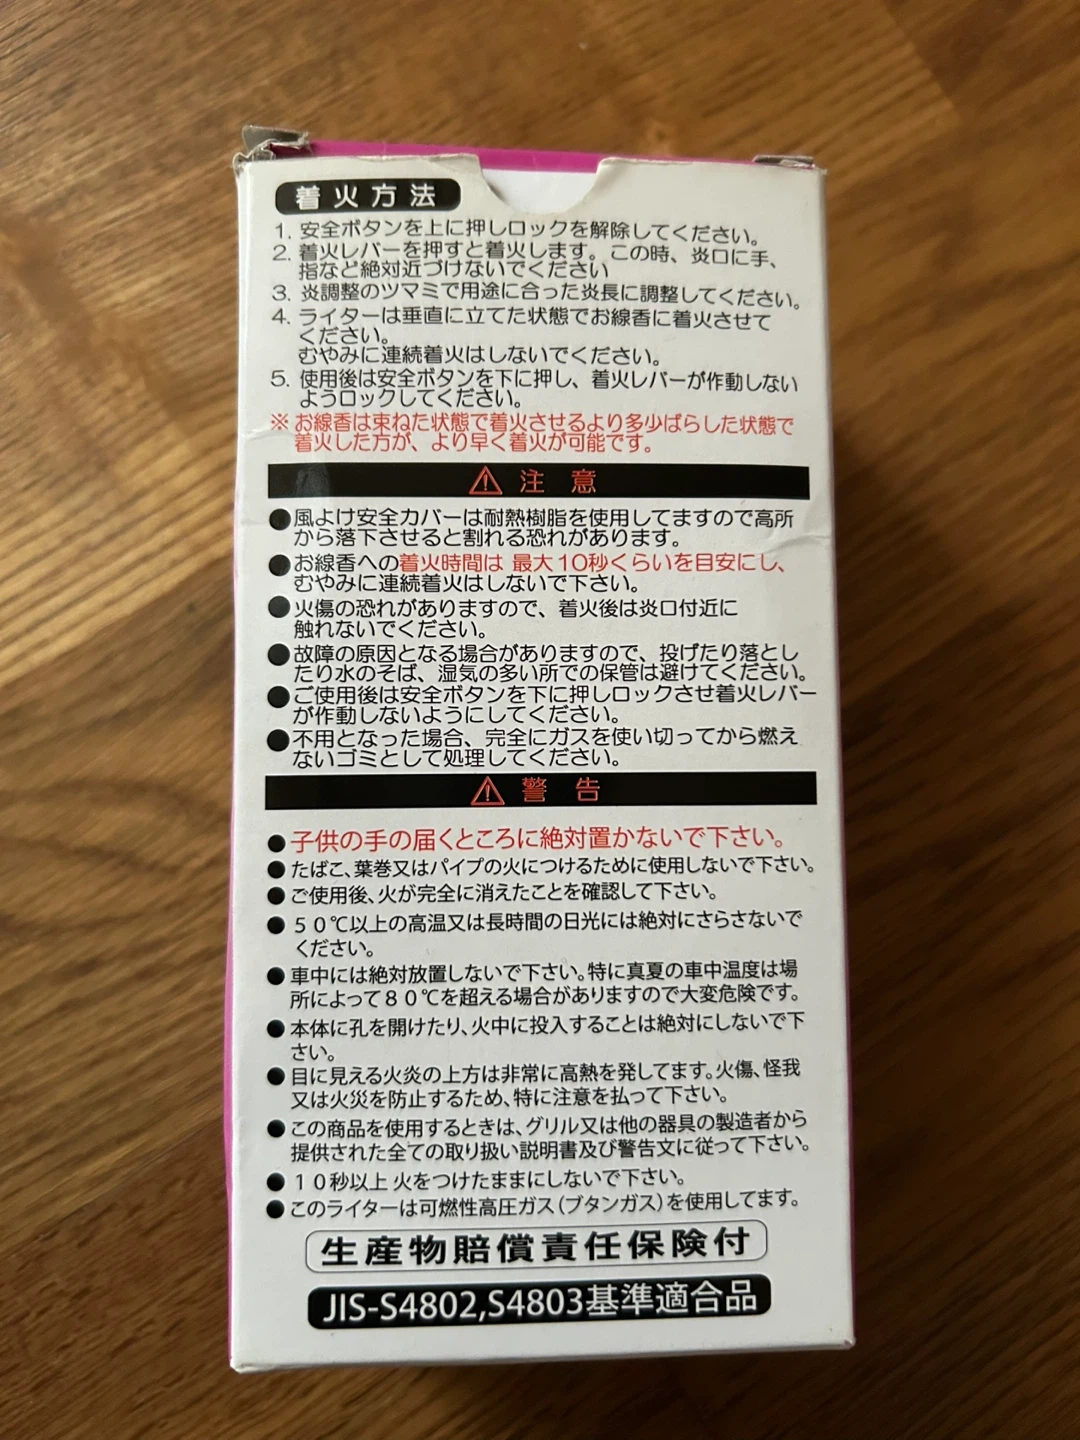 着火方法
1. 安全ボタンを上に押しロックを解除してください。
2. 着火レバーを押すと着火します。この時、炎口に手、
指など絶対近づけないでください
3. 炎調整のツマミで用途に合った炎長に調整してください。
4. ライターは垂直に立てた状態でお線香に着火させて
ください。
むやみに連続着火はしないでください。
5. 使用後は安全ボタンを下に押し、着火レバーが作動しない
ようロックしてください。
※お線香は束ねた状態で着火させるより多少ばらした状態で
着火した方が、より早く着火が可能です。
⚠ 注意
●風よけ安全カバーは耐熱樹脂を使用してますので高所
から落下させると割れる恐れがあります。
●お線香への着火時間は 最大10秒くらいを目安にし、
むやみに連続着火はしないで下さい。
●火傷の恐れがありますので、着火後は炎口付近に
触れないでください。
●故障の原因となる場合がありますので、投げたり落とし
たり水のそば、湿気の多い所での保管は避けてください。
●ご使用後は安全ボタンを下に押しロックさせ着火レバー
が作動しないようにしてください。
●不用となった場合、完全にガスを使い切ってから燃え
ないゴミとして処理してください。
⚠ 警告
●子供の手の届くところに絶対置かないで下さい。
●たばこ、葉巻又はパイプの火につけるために使用しないで下さい。
●ご使用後、火が完全に消えたことを確認して下さい。
●50℃以上の高温又は長時間の日光には絶対にさらさないで
ください。
●車中には絶対放置しないで下さい。特に真夏の車中温度は場
所によって80℃を超える場合がありますので大変危険です。
●本体に孔を開けたり、火中に投入することは絶対にしないで下
さい。
●目に見える火炎の上方は非常に高熱を発してます。火傷、怪我
又は火災を防止するため、特に注意を払って下さい。
●この商品を使用するときは、グリル又は他の器具の製造者から
提供された全ての取り扱い説明書及び警告文に従って下さい。
●10秒以上 火をつけたままにしないで下さい。
●このライターは可燃性高圧ガス(ブタンガス)を使用してます。
生産物賠償責任保険付
JIS-S4802,S4803基準適合品